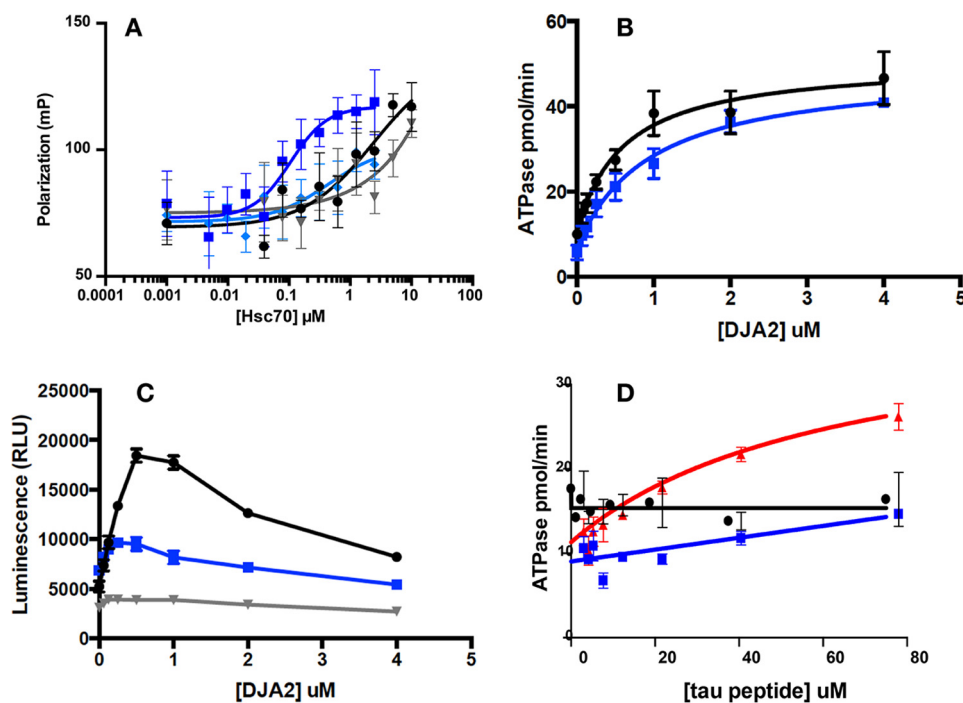 A
150
100
50
Polarization (mP)
0.0001 0.001 0.01 0.1 1 10 100
[Hsc70] µM
B
60
40
20
0
ATPase pmol/min
0 1 2 3 4 5
[DJA2] uM
C
25000
20000
15000
10000
5000
0
Luminescence (RLU)
0 1 2 3 4 5
[DJA2] uM
D
30
20
10
0
ATPase pmol/min
0 20 40 60 80
[tau peptide] uM